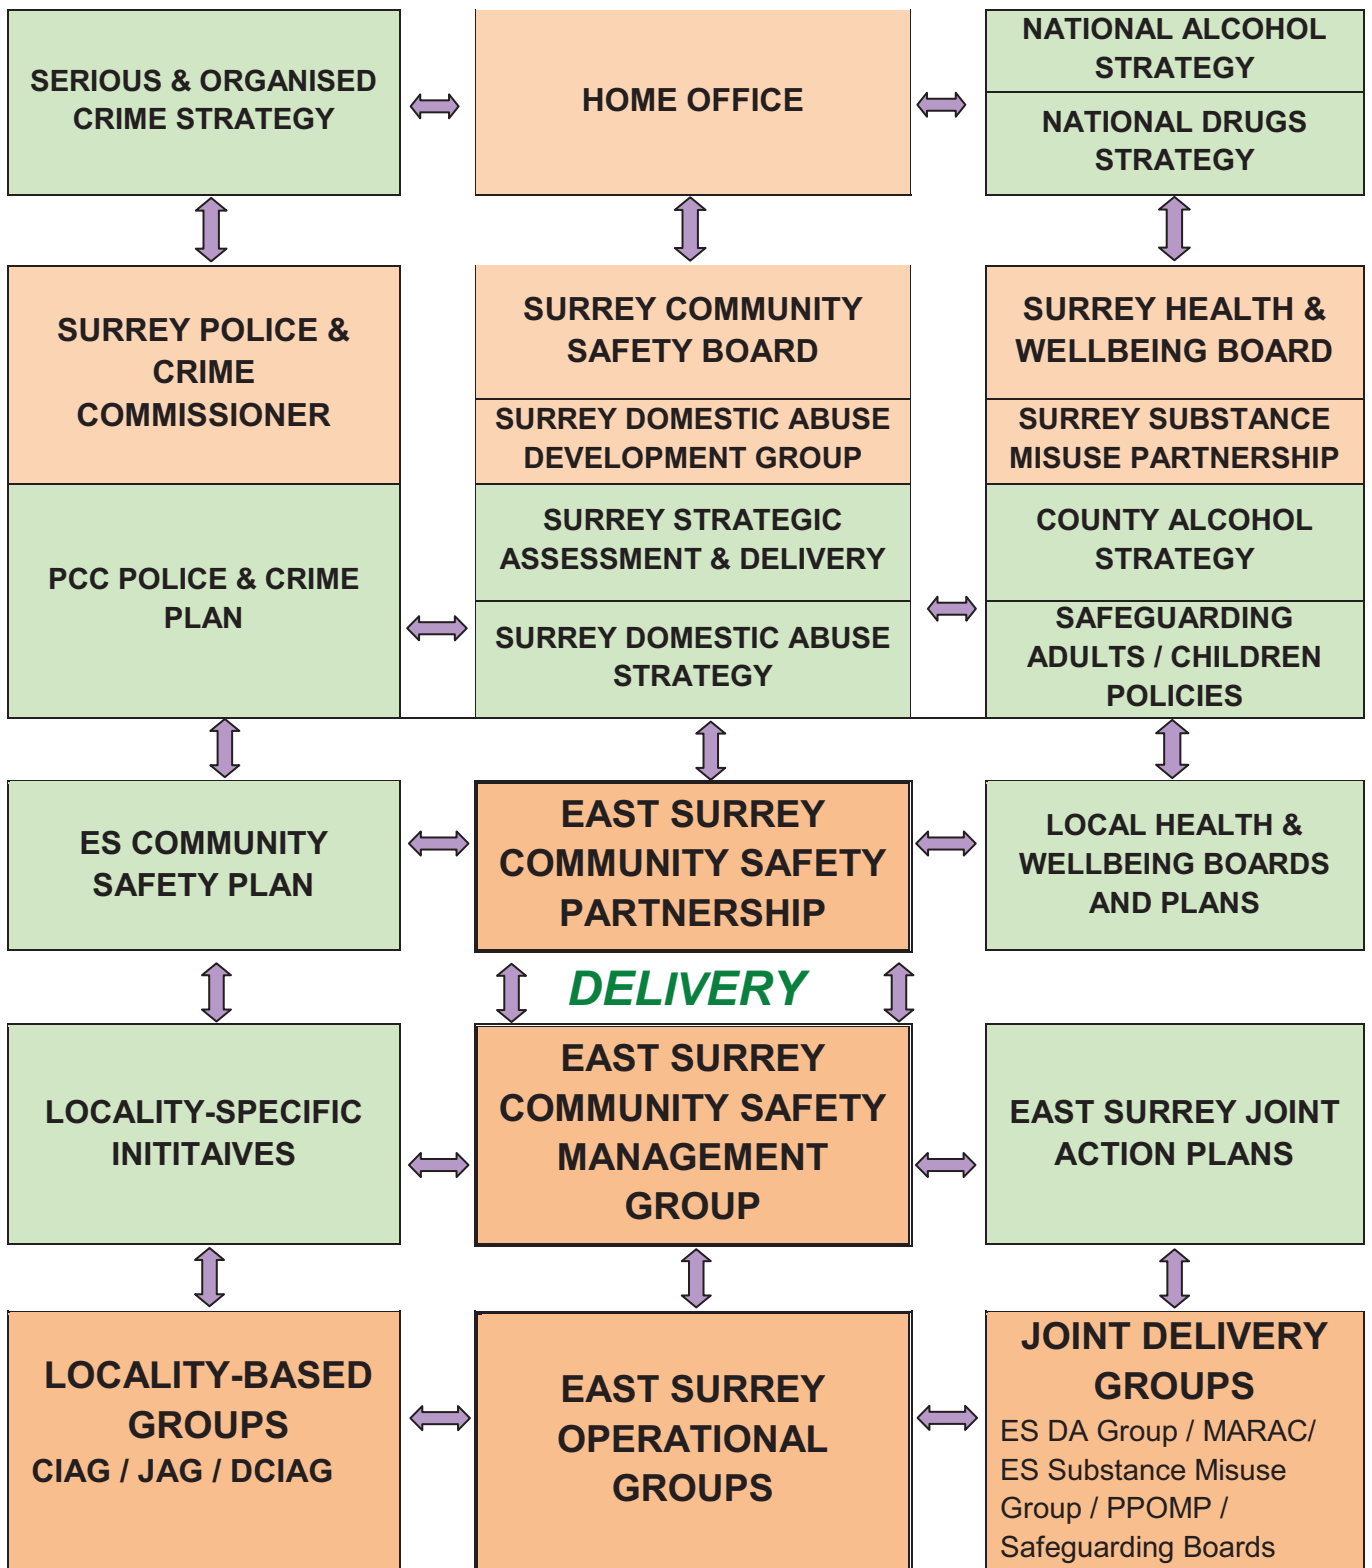 SERIOUS & ORGANISED
CRIME STRATEGY
HOME OFFICE
NATIONAL ALCOHOL
STRATEGY
NATIONAL DRUGS
STRATEGY
SURREY POLICE &
CRIME
COMMISSIONER
SURREY COMMUNITY
SAFETY BOARD
SURREY HEALTH &
WELLBEING BOARD
SURREY DOMESTIC ABUSE
DEVELOPMENT GROUP
SURREY SUBSTANCE
MISUSE PARTNERSHIP
PCC POLICE & CRIME
PLAN
SURREY STRATEGIC
ASSESSMENT & DELIVERY
COUNTY ALCOHOL
STRATEGY
SURREY DOMESTIC ABUSE
STRATEGY
SAFEGUARDING
ADULTS / CHILDREN
POLICIES
ES COMMUNITY
SAFETY PLAN
EAST SURREY
COMMUNITY SAFETY
PARTNERSHIP
LOCAL HEALTH &
WELLBEING BOARDS
AND PLANS
DELIVERY
LOCALITY-SPECIFIC
INITITAIVES
EAST SURREY
COMMUNITY SAFETY
MANAGEMENT
GROUP
EAST SURREY JOINT
ACTION PLANS
LOCALITY-BASED
GROUPS
CIAG / JAG / DCIAG
EAST SURREY
OPERATIONAL
GROUPS
JOINT DELIVERY
GROUPS
ES DA Group / MARAC/
ES Substance Misuse
Group / PPOMP /
Safeguarding Boards